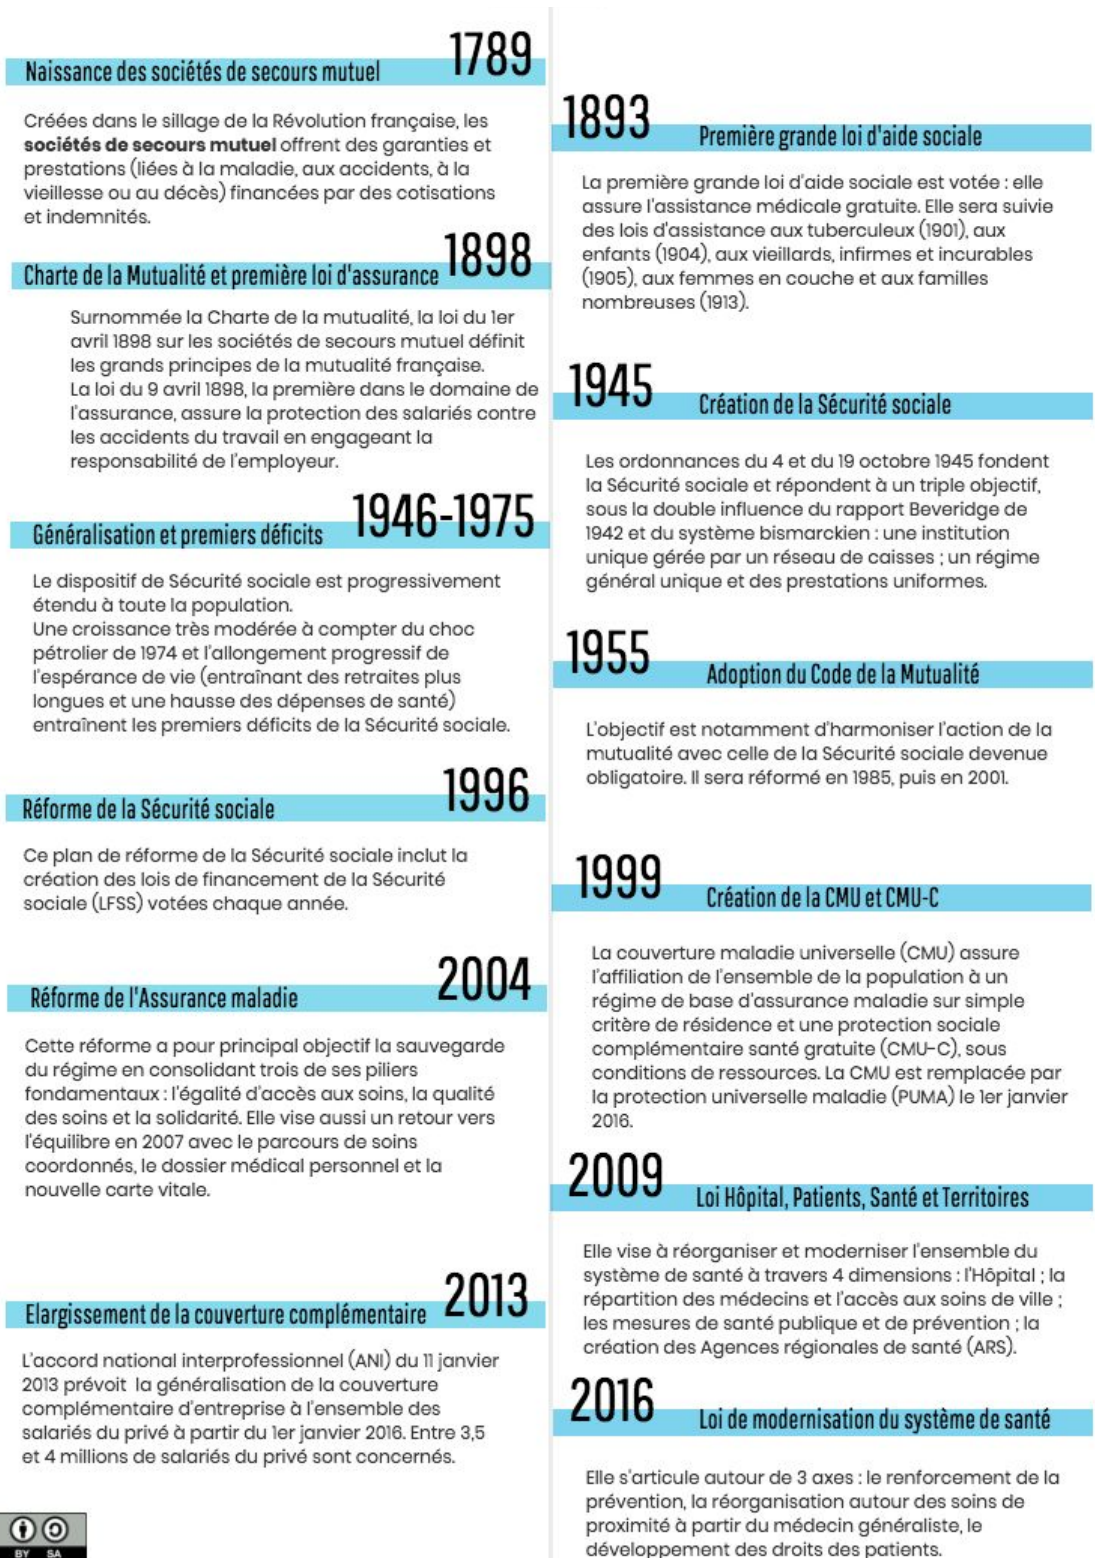 1789
Naissance des sociétés de secours mutuel
Créées dans le sillage de la Révolution française, les
sociétés de secours mutuel offrent des garanties et
prestations (liées à la maladie, aux accidents, à la
vieillesse ou au décès) financées par des cotisations
et indemnités.
1893
Première grande loi d'aide sociale
La première grande loi d'aide sociale est votée : elle
assure l'assistance médicale gratuite. Elle sera suivie
des lois d'assistance aux tuberculeux (1901), aux
enfants (1904), aux vieillards, infirmes et incurables
(1905), aux femmes en couche et aux familles
nombreuses (1913).
1898
Charte de la Mutualité et première loi d'assurance
Surnommée la Charte de la mutualité, la loi du 1er
avril 1898 sur les sociétés de secours mutuel définit
les grands principes de la mutualité française.
La loi du 9 avril 1898, la première dans le domaine de
l'assurance, assure la protection des salariés contre
les accidents du travail en engageant la
responsabilité de l'employeur.
1945
Création de la Sécurité sociale
Les ordonnances du 4 et du 19 octobre 1945 fondent
la Sécurité sociale et répondent à un triple objectif,
sous la double influence du rapport Beveridge de
1942 et du système bismarckien : une institution
unique gérée par un réseau de caisses ; un régime
général unique et des prestations uniformes.
1946-1975
Généralisation et premiers déficits
Le dispositif de Sécurité sociale est progressivement
étendu à toute la population.
Une croissance très modérée à compter du choc
pétrolier de 1974 et l'allongement progressif de
l'espérance de vie (entraînant des retraites plus
longues et une hausse des dépenses de santé)
entraînent les premiers déficits de la Sécurité sociale.
1955
Adoption du Code de la Mutualité
L'objectif est notamment d'harmoniser l'action de la
mutualité avec celle de la Sécurité sociale devenue
obligatoire. Il sera réformé en 1985, puis en 2001.
1996
Réforme de la Sécurité sociale
Ce plan de réforme de la Sécurité sociale inclut la
création des lois de financement de la Sécurité
sociale (LFSS) votées chaque année.
1999
Création de la CMU et CMU-C
La couverture maladie universelle (CMU) assure
l'affiliation de l'ensemble de la population à un
régime de base d'assurance maladie sur simple
critère de résidence et une protection sociale
complémentaire santé gratuite (CMU-C), sous
conditions de ressources. La CMU est remplacée par
la protection universelle maladie (PUMA) le 1er janvier
2016.
2004
Réforme de l'Assurance maladie
Cette réforme a pour principal objectif la sauvegarde
du régime en consolidant trois de ses piliers
fondamentaux : l'égalité d'accès aux soins, la qualité
des soins et la solidarité. Elle vise aussi un retour vers
l'équilibre en 2007 avec le parcours de soins
coordonnés, le dossier médical personnel et la
nouvelle carte vitale.
2009
Loi Hôpital, Patients, Santé et Territoires
Elle vise à réorganiser et moderniser l'ensemble du
système de santé à travers 4 dimensions : l'Hôpital ; la
répartition des médecins et l'accès aux soins de ville ;
les mesures de santé publique et de prévention ; la
création des Agences régionales de santé (ARS).
2013
Elargissement de la couverture complémentaire
L'accord national interprofessionnel (ANI) du 11 janvier
2013 prévoit la généralisation de la couverture
complémentaire d'entreprise à l'ensemble des
salariés du privé à partir du 1er janvier 2016. Entre 3,5
et 4 millions de salariés du privé sont concernés.
2016
Loi de modernisation du système de santé
Elle s'articule autour de 3 axes : le renforcement de la
prévention, la réorganisation autour des soins de
proximité à partir du médecin généraliste, le
développement des droits des patients.
BY SA